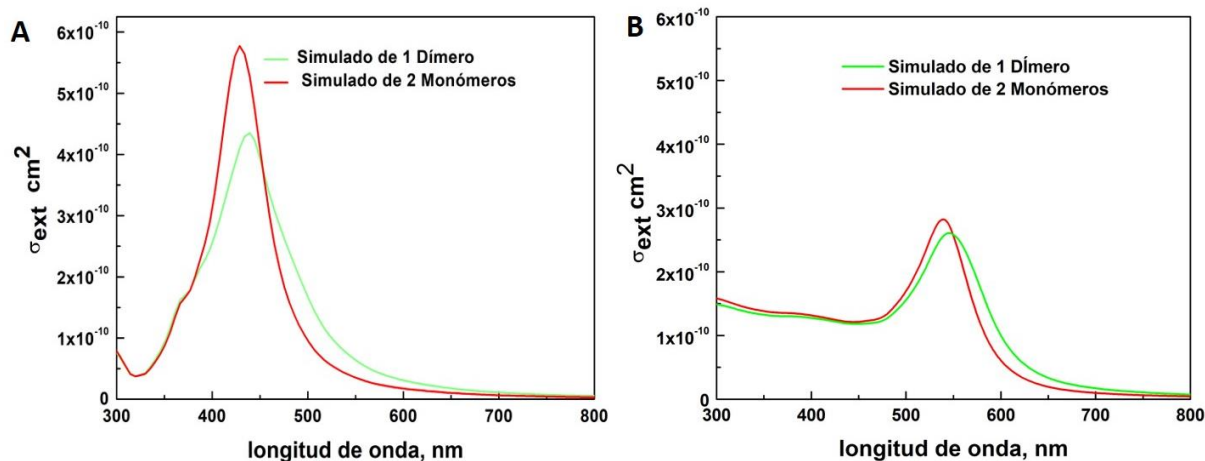 A
6x10⁻¹⁰
5x10⁻¹⁰
4x10⁻¹⁰
3x10⁻¹⁰
2x10⁻¹⁰
1x10⁻¹⁰
0
σext cm²
Simulado de 1 Dímero
Simulado de 2 Monómeros
300 400 500 600 700 800
longitud de onda, nm
B
6x10⁻¹⁰
5x10⁻¹⁰
4x10⁻¹⁰
3x10⁻¹⁰
2x10⁻¹⁰
1x10⁻¹⁰
0
σext cm²
Simulado de 1 DÍmero
Simulado de 2 Monómeros
300 400 500 600 700 800
longitud de onda, nm